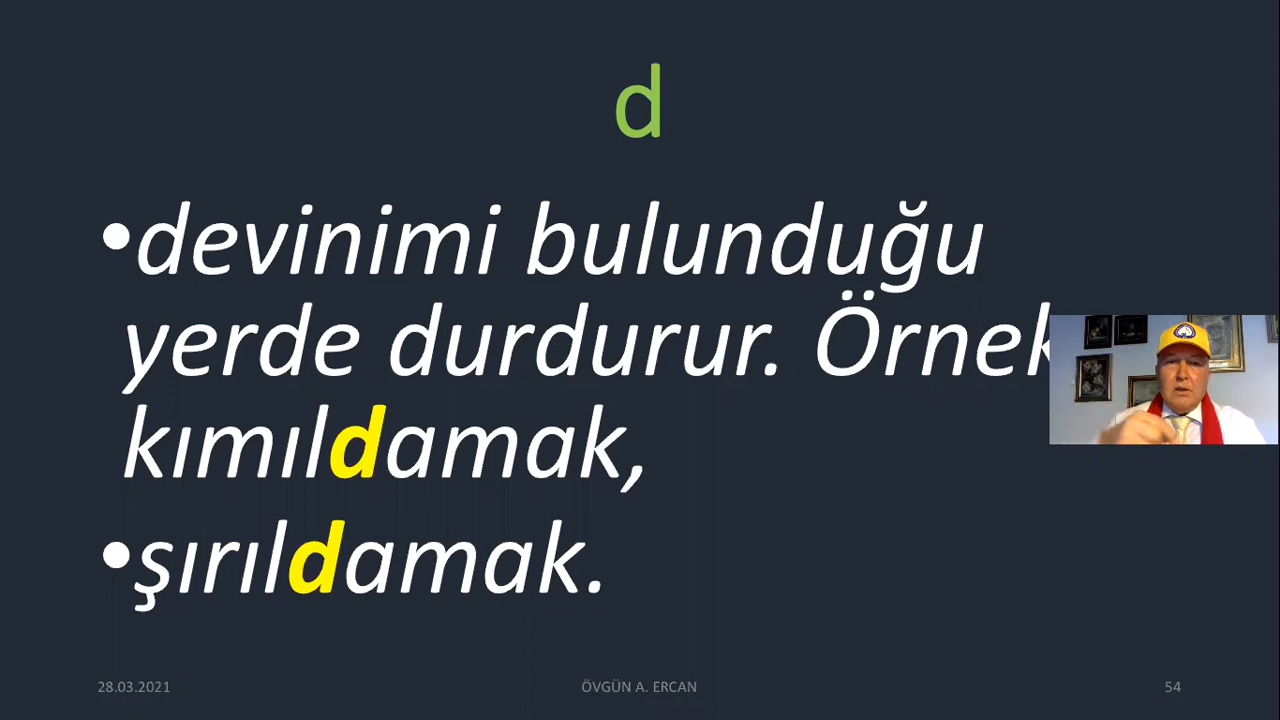 d
•devinimi bulunduğu
yerde durdurur. Örnek
kımıldamak,
•şırıldamak.
28.03.2021 ÖVGÜN A. ERCAN 54